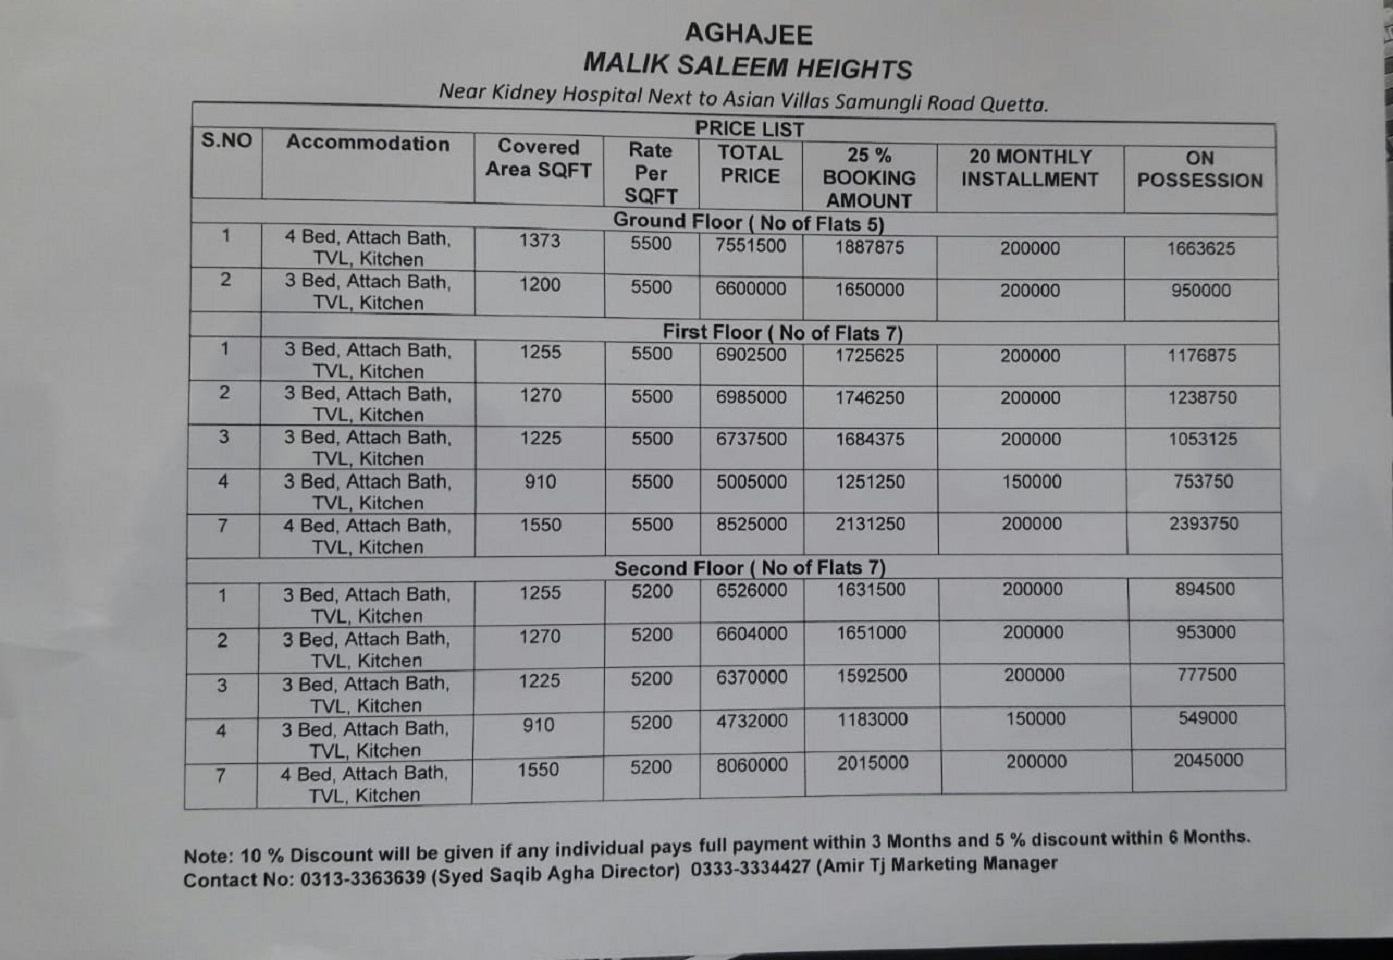 AGHAJEE
MALIK SALEEM HEIGHTS
Near Kidney Hospital Next to Asian Villas Samungli Road Quetta.
PRICE LIST
S.NO Accommodation Covered Area SQFT Rate Per SQFT TOTAL PRICE 25 % BOOKING AMOUNT 20 MONTHLY INSTALLMENT ON POSSESSION
Ground Floor ( No of Flats 5)
1 4 Bed, Attach Bath, TVL, Kitchen 1373 5500 7551500 1887875 200000 1663625
2 3 Bed, Attach Bath, TVL, Kitchen 1200 5500 6600000 1650000 200000 950000
First Floor ( No of Flats 7)
1 3 Bed, Attach Bath, TVL, Kitchen 1255 5500 6902500 1725625 200000 1176875
2 3 Bed, Attach Bath, TVL, Kitchen 1270 5500 6985000 1746250 200000 1238750
3 3 Bed, Attach Bath, TVL, Kitchen 1225 5500 6737500 1684375 200000 1053125
4 3 Bed, Attach Bath, TVL, Kitchen 910 5500 5005000 1251250 150000 753750
7 4 Bed, Attach Bath, TVL, Kitchen 1550 5500 8525000 2131250 200000 2393750
Second Floor ( No of Flats 7)
1 3 Bed, Attach Bath, TVL, Kitchen 1255 5200 6526000 1631500 200000 894500
2 3 Bed, Attach Bath, TVL, Kitchen 1270 5200 6604000 1651000 200000 953000
3 3 Bed, Attach Bath, TVL, Kitchen 1225 5200 6370000 1592500 200000 777500
4 3 Bed, Attach Bath, TVL, Kitchen 910 5200 4732000 1183000 150000 549000
7 4 Bed, Attach Bath, TVL, Kitchen 1550 5200 8060000 2015000 200000 2045000
Note: 10 % Discount will be given if any individual pays full payment within 3 Months and 5 % discount within 6 Months.
Contact No: 0313-3363639 (Syed Saqib Agha Director) 0333-3334427 (Amir Tj Marketing Manager